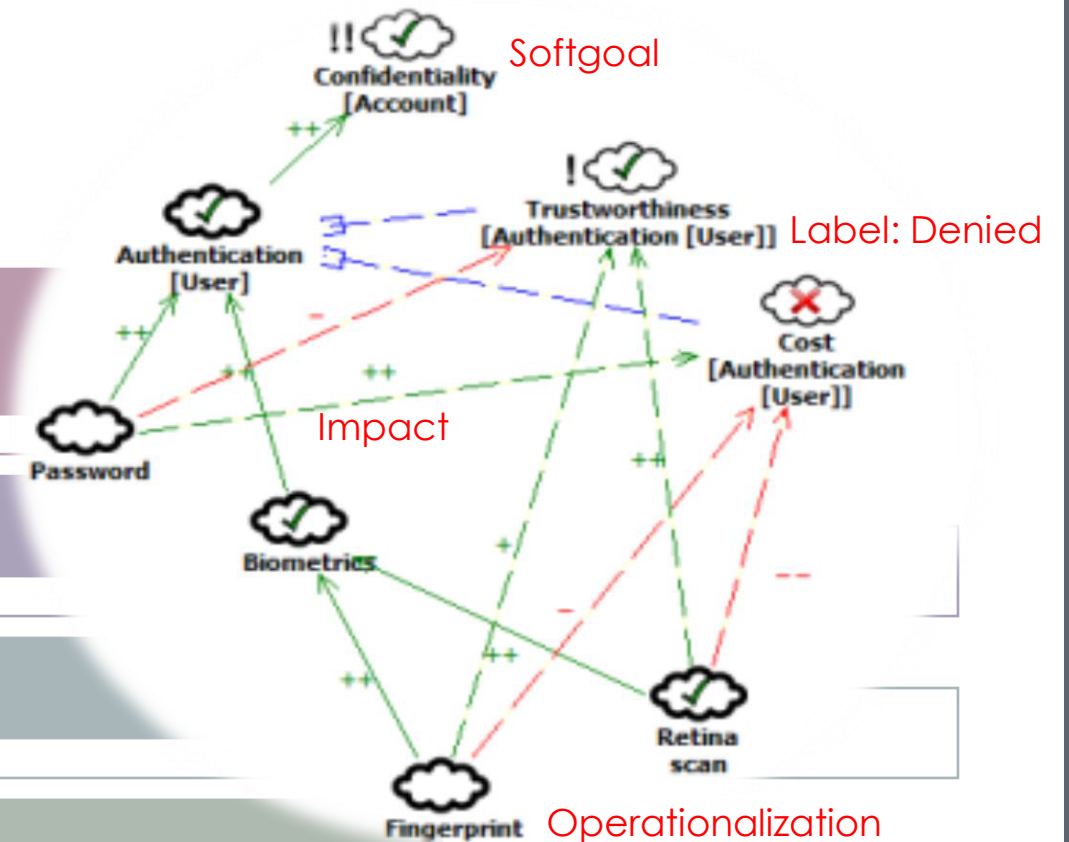 !!
Softgoal
Confidentiality
[Account]
++
!
Trustworthiness
[Authentication [User]]
Label: Denied
Authentication
[User]
++
-
++
++
Cost
[Authentication
[User]]
Impact
Password
++
Biometrics
+
--
-
++
++
Retina
scan
Fingerprint
Operationalization